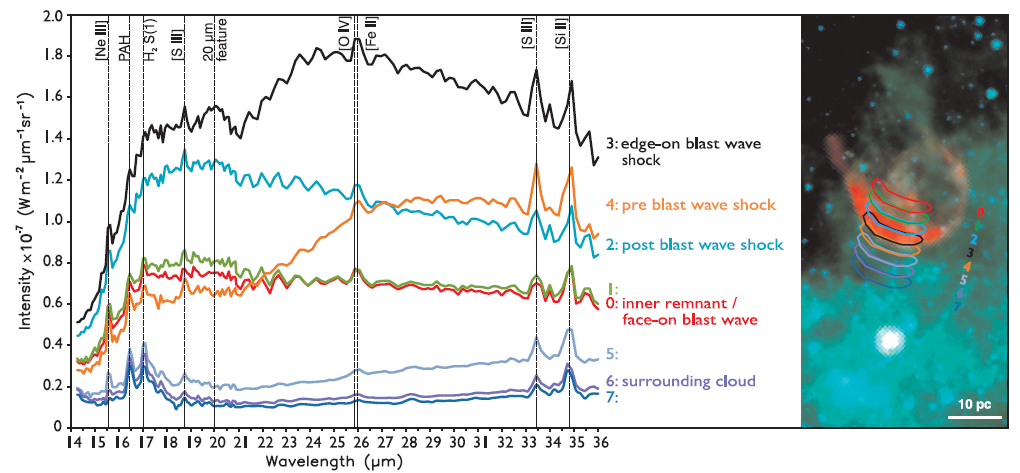 [Ne III]
PAH
H₂ S(1)
[S III]
20 μm
feature
[O IV]
[Fe II]
[S III]
[Si II]
2.0
1.8
1.6
1.4
1.2
1.0
0.8
0.6
0.4
0.2
0
Intensity ×10⁻⁷ (Wm⁻² μm⁻¹sr⁻¹)
14 15 16 17 18 19 20 21 22 23 24 25 26 27 28 29 30 31 32 33 34 35 36
Wavelength (μm)
3: edge-on blast wave
shock
4: pre blast wave shock
2: post blast wave shock
1:
0: inner remnant /
face-on blast wave
5:
6: surrounding cloud
7:
0
1
2
3
4
5
6
7
10 pc